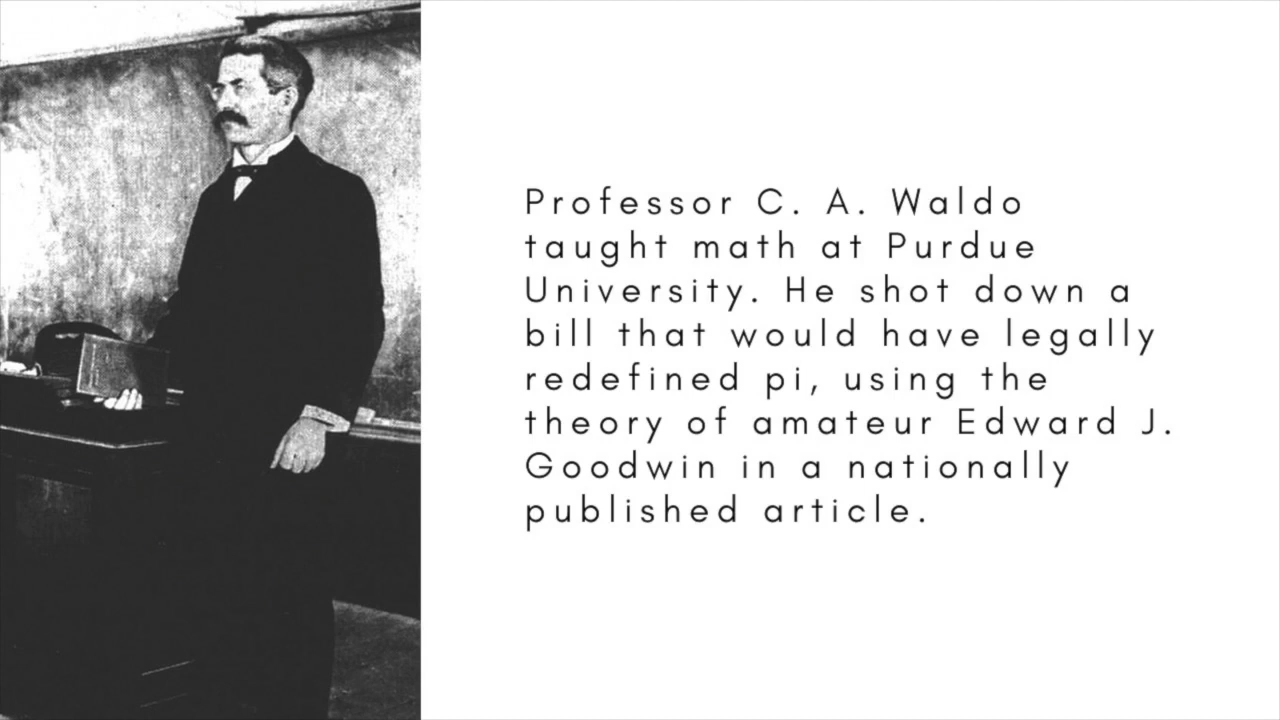 Professor C. A. Waldo
taught math at Purdue
University. He shot down a
bill that would have legally
redefined pi, using the
theory of amateur Edward J.
Goodwin in a nationally
published article.